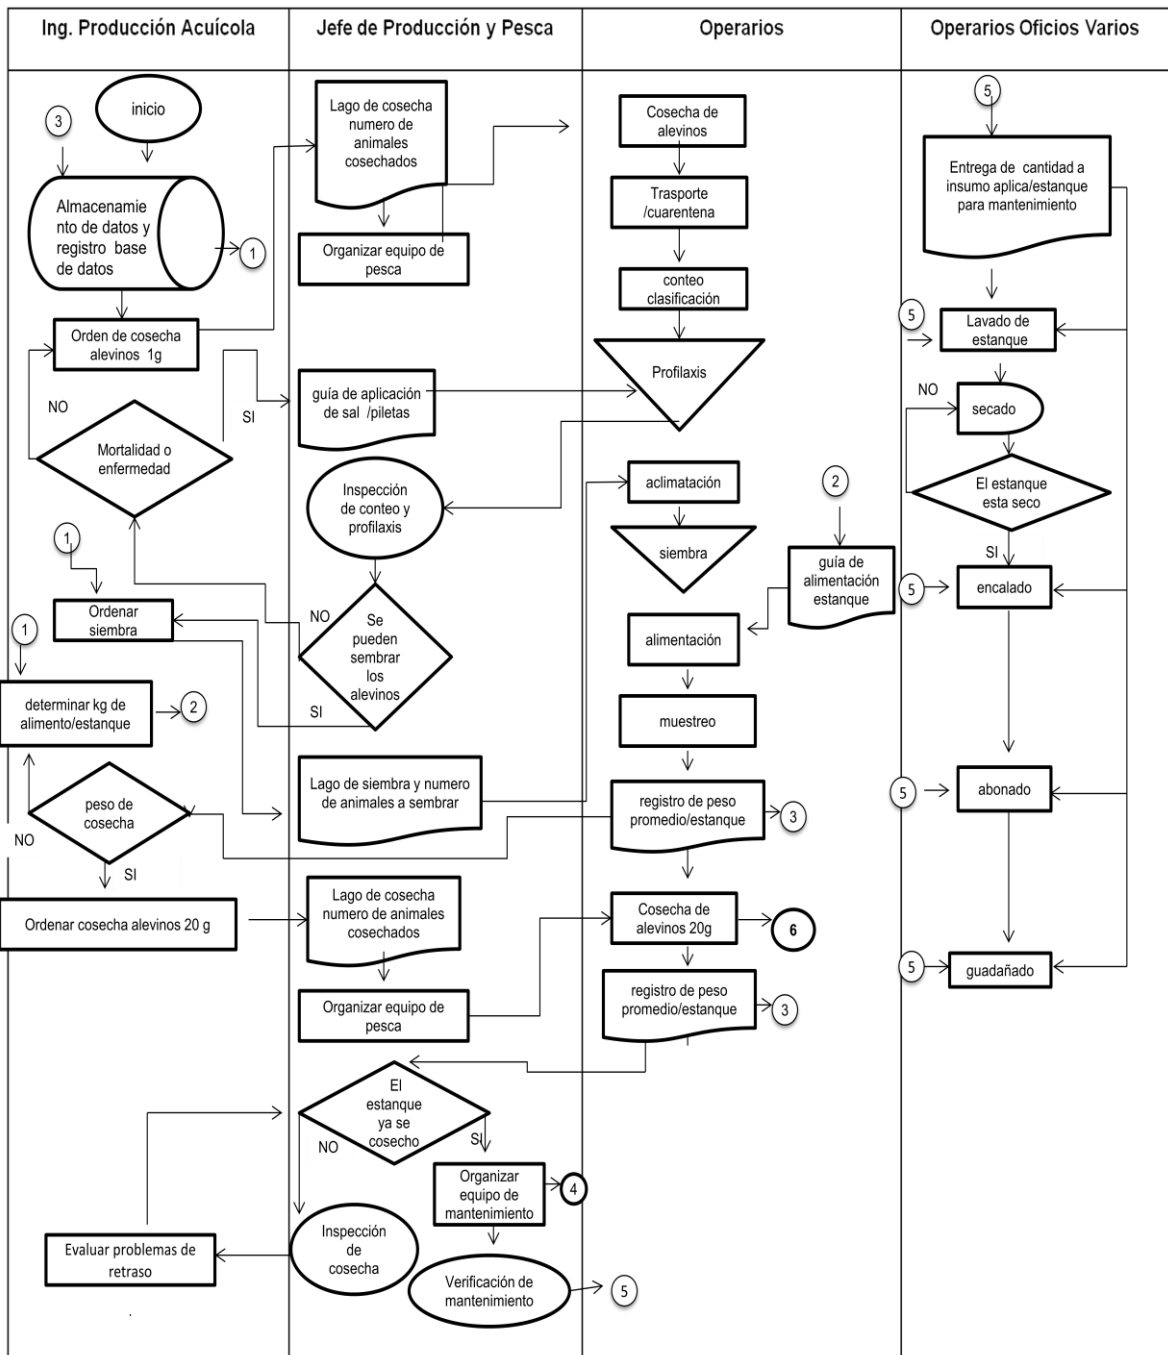 Ing. Producción Acuícola
Jefe de Producción y Pesca
Operarios
Operarios Oficios Varios
inicio
3
Almacenamie
nto de datos y
registro base
de datos
1
Orden de cosecha
alevinos 1g
NO
SI
Mortalidad o
enfermedad
1
Ordenar
siembra
1
determinar kg de
alimento/estanque
2
peso de
cosecha
NO
SI
Ordenar cosecha alevinos 20 g
Evaluar problemas de
retraso
.
Lago de cosecha
numero de
animales
cosechados
Organizar equipo de
pesca
guía de aplicación
de sal /piletas
Inspección
de conteo y
profilaxis
NO
Se
pueden
sembrar
los
alevinos
SI
Lago de siembra y numero
de animales a sembrar
Lago de cosecha
numero de animales
cosechados
Organizar equipo de
pesca
El
estanque
ya se
cosecho
NO
SI
Organizar
equipo de
mantenimiento
4
Inspección
de
cosecha
Verificación de
mantenimiento
5
Cosecha de
alevinos
Trasporte
/cuarentena
conteo
clasificación
Profilaxis
aclimatación
2
siembra
guía de
alimentación
estanque
alimentación
muestreo
registro de peso
promedio/estanque
3
Cosecha de
alevinos 20g
6
registro de peso
promedio/estanque
3
5
Entrega de cantidad a
insumo aplica/estanque
para mantenimiento
5
Lavado de
estanque
NO
secado
El estanque
esta seco
SI
5
encalado
5
abonado
5
guadañado